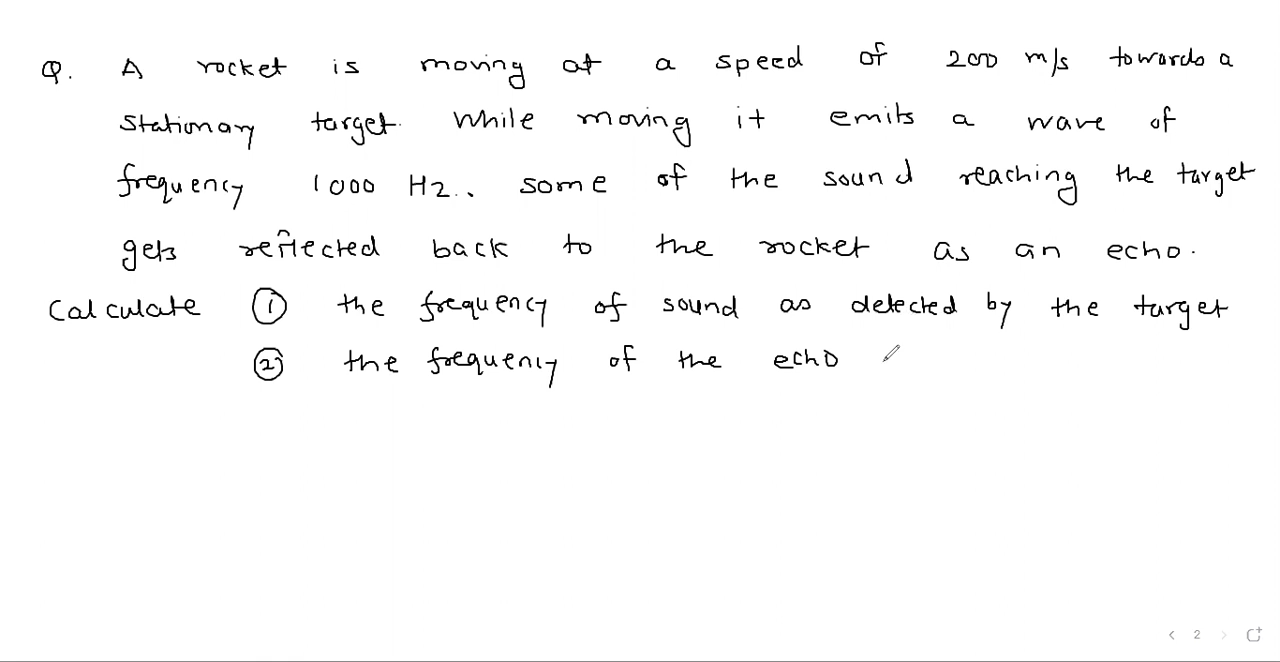 Q. A rocket is moving at a speed of 200 m/s towards a
stationary target. While moving it emits a wave of
frequency 1000 Hz.. some of the sound reaching the target
gets reflected back to the rocket as an echo.
Calculate ① the frequency of sound as detected by the target
② the frequency of the echo
< 2 >